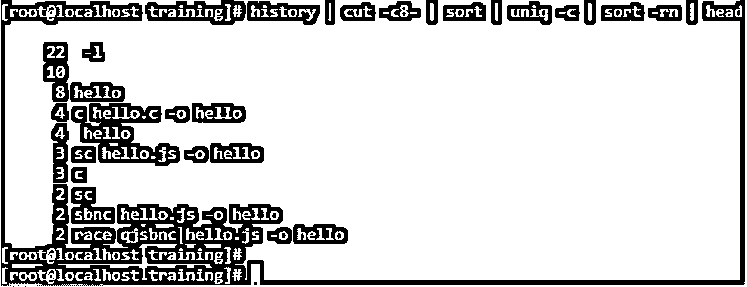 [root@localhost training]# history | cut -c8- | sort | uniq -c | sort -rn | head
22 -l
10
8 hello
4 c hello.c -o hello
4 hello
3 sc hello.js -o hello
3 c
2 sc
2 sbnc hello.js -o hello
2 race qjsbnc hello.js -o hello
[root@localhost training]#
[root@localhost training]#